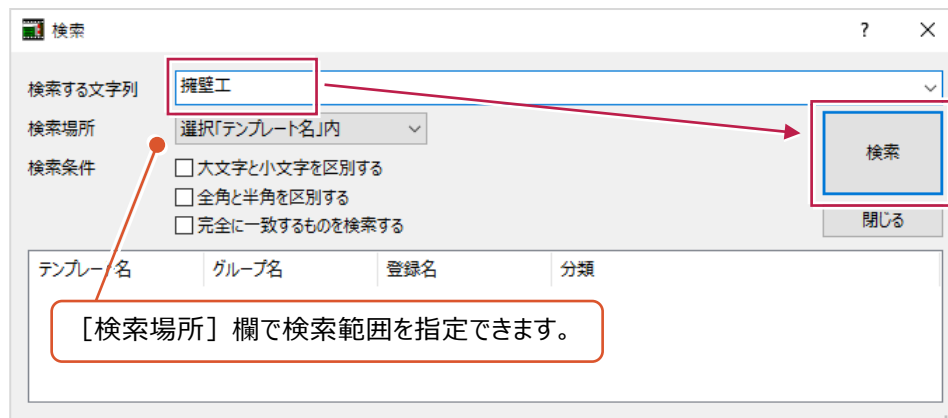 検索
?
×
検索する文字列
擁壁工
検索場所
選択「テンプレート名」内
検索
検索条件
大文字と小文字を区別する
全角と半角を区別する
完全に一致するものを検索する
閉じる
テンプレート名 グループ名 登録名 分類
［検索場所］欄で検索範囲を指定できます。